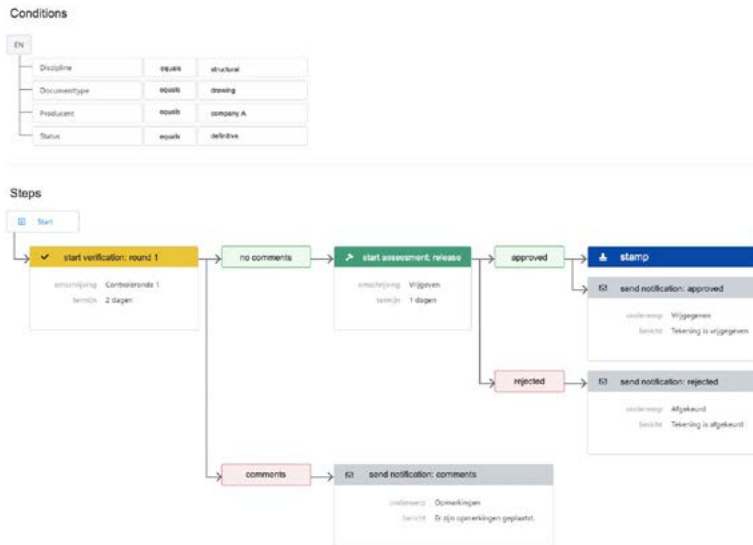 Conditions
EN
Discipline equals structural
Documenttype equals drawing
Producent equals company A
Status equals definitive
Steps
Start
start verification: round 1
omschrijving Controleronde 1
termijn 2 dagen
no comments
start assessment: release
omschrijving Vrijgeven
termijn 1 dagen
approved
stamp
send notification: approved
onderwerp Vrijgegeven
bericht Tekening is vrijgegeven
rejected
send notification: rejected
onderwerp Afgekeurd
bericht Tekening is afgekeurd
comments
send notification: comments
onderwerp Opmerkingen
bericht Er zijn opmerkingen geplaatst.